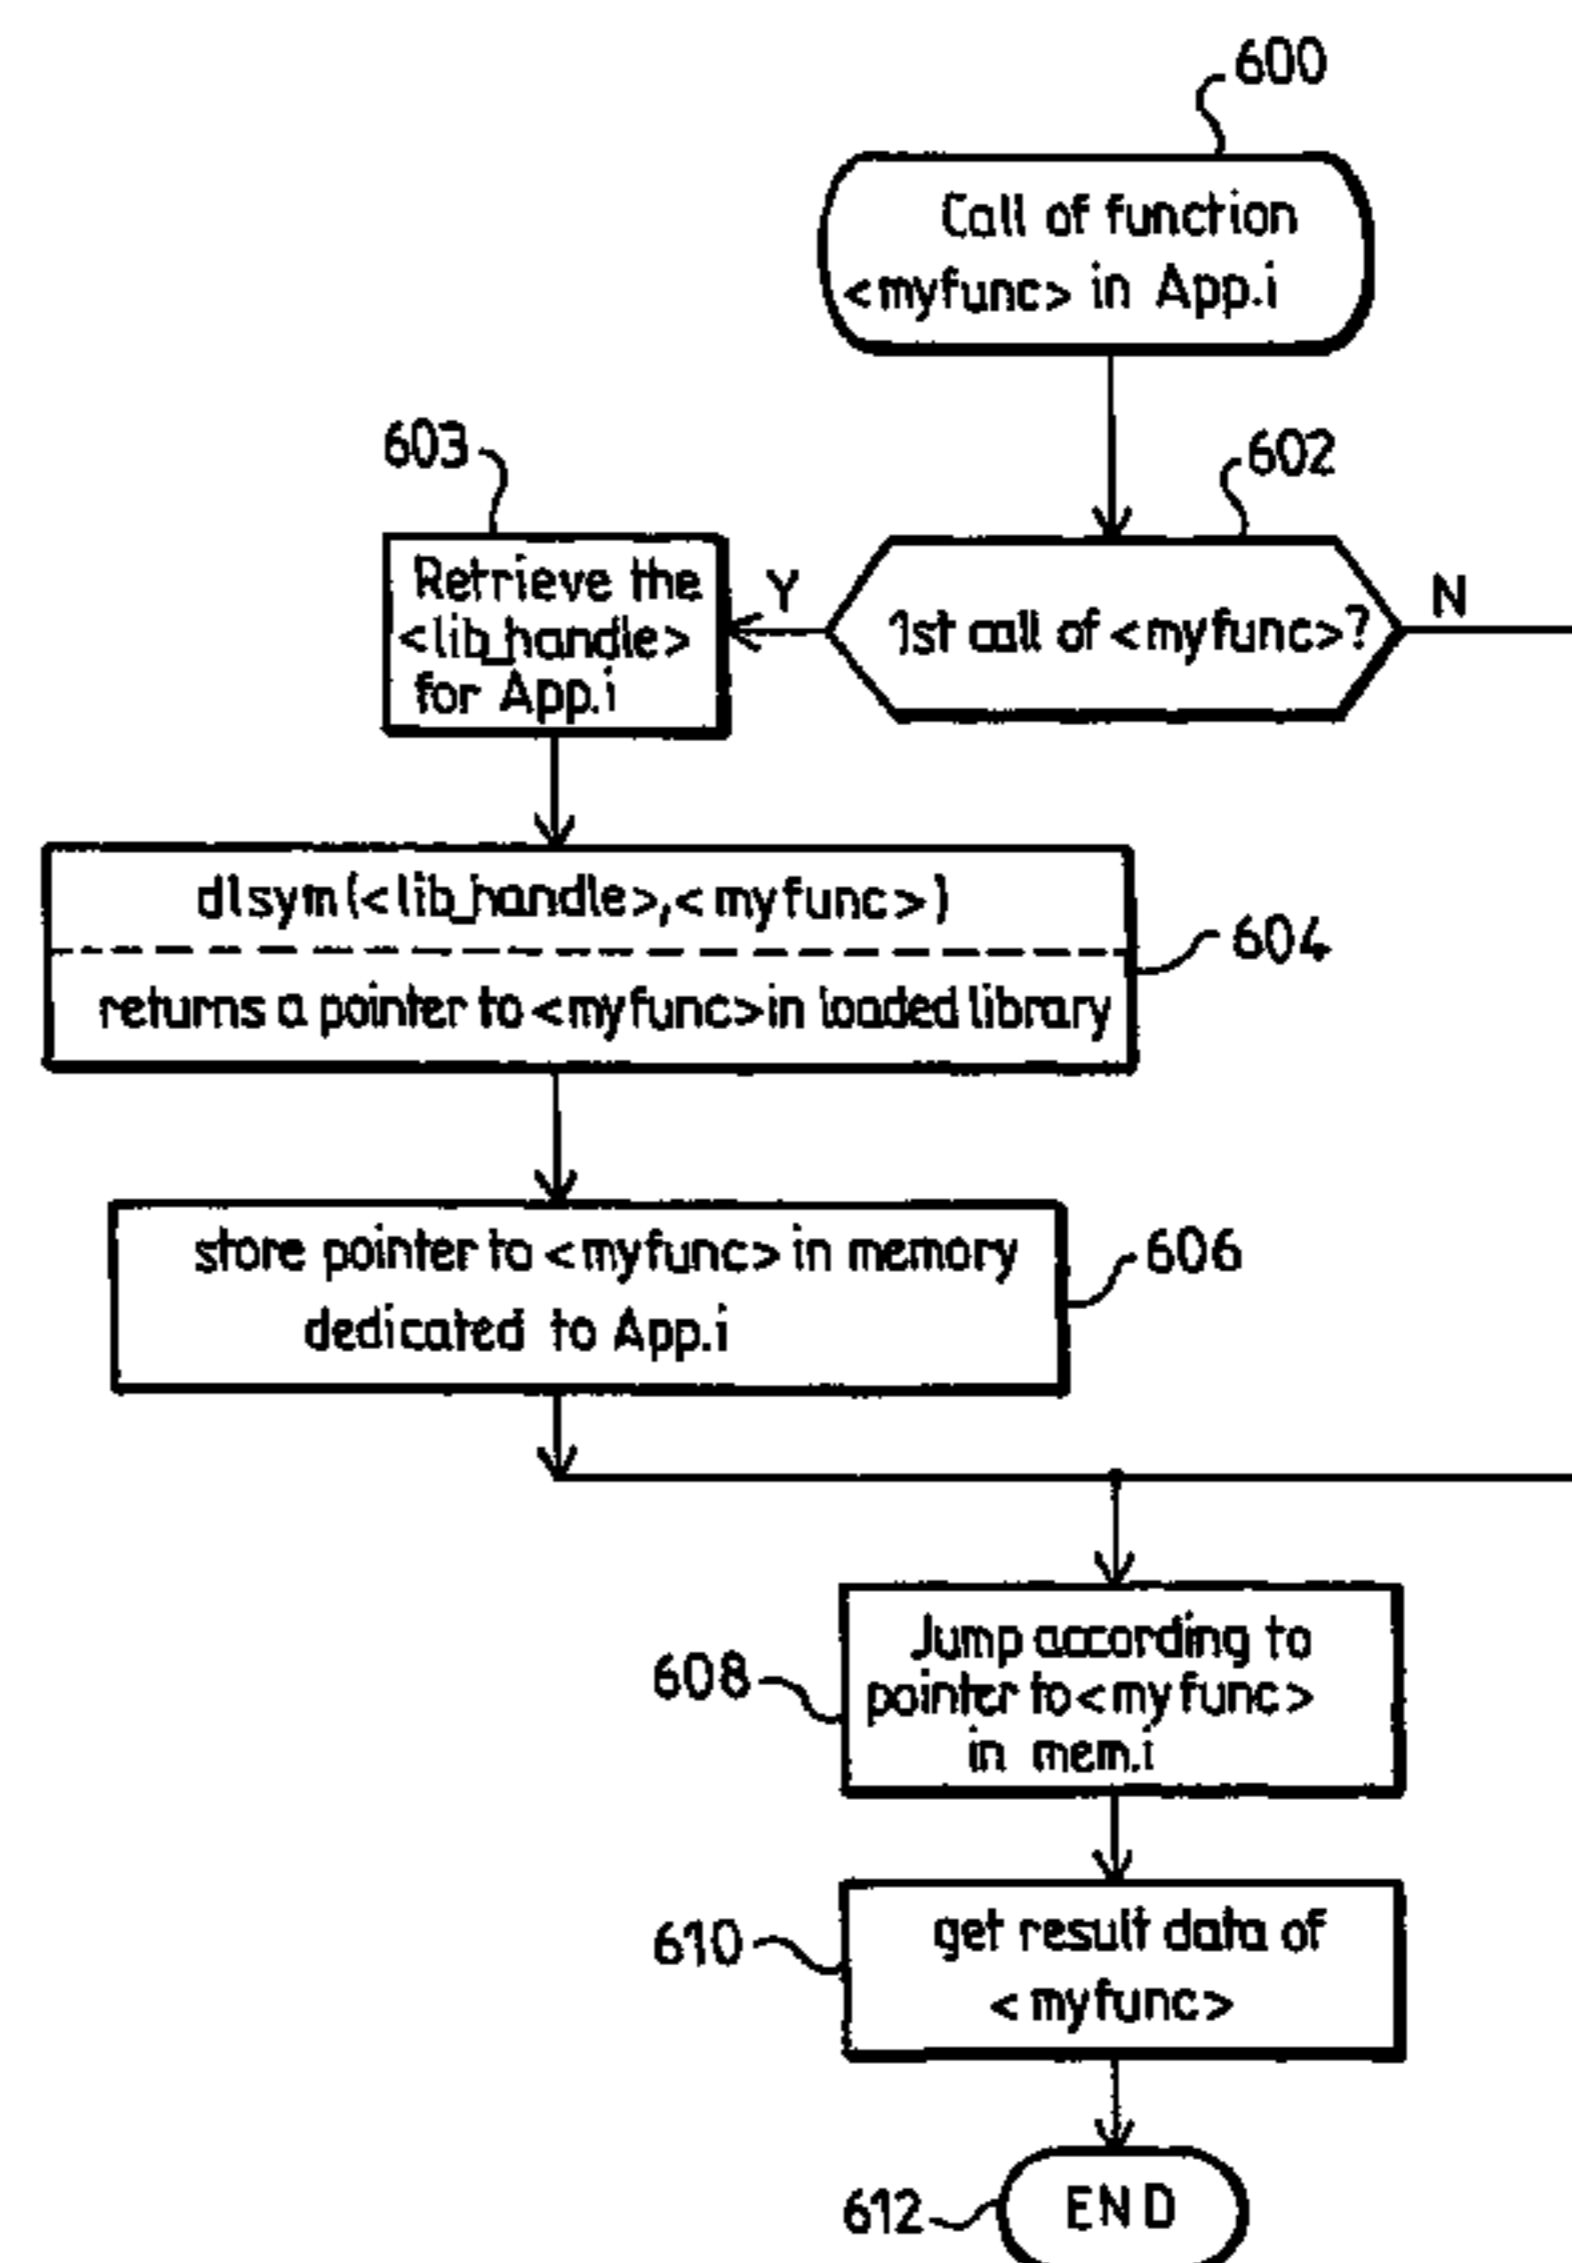 600
Call of function
<myfunc> in App.i
603
602
Retrieve the
<lib_handle>
for App.i
Y
1st call of <myfunc>?
N
dlsym(<lib_handle>,<myfunc>)
returns a pointer to <myfunc> in loaded library
604
store pointer to <myfunc> in memory
dedicated to App.i
606
608
Jump according to
pointer to <myfunc>
in mem.i
610
get result data of
<myfunc>
612
END